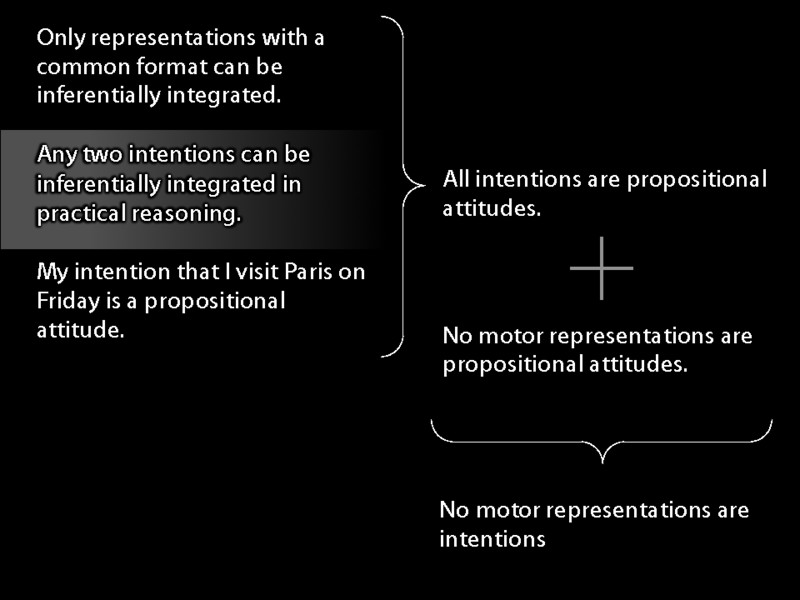 Only representations with a
common format can be
inferentially integrated.
Any two intentions can be
inferentially integrated in
practical reasoning.
My intention that I visit Paris on
Friday is a propositional
attitude.
All intentions are propositional
attitudes.
No motor representations are
propositional attitudes.
No motor representations are
intentions